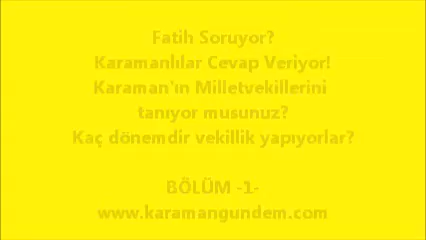 Fatih Soruyor?
Karamanlılar Cevap Veriyor!
Karaman'ın Milletvekillerini
tanıyor musunuz?
Kaç dönemdir vekillik yapıyorlar?
BÖLÜM -1-
www.karamangundem.com